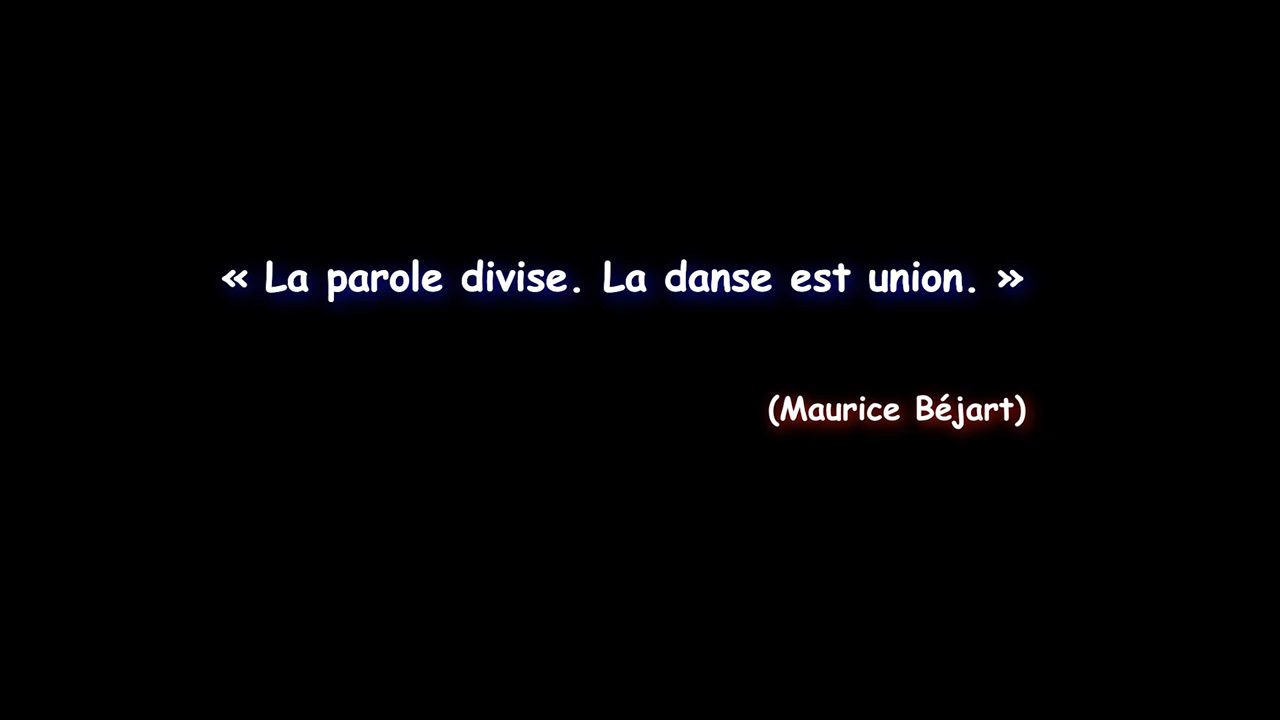 « La parole divise. La danse est union. »
(Maurice Béjart)